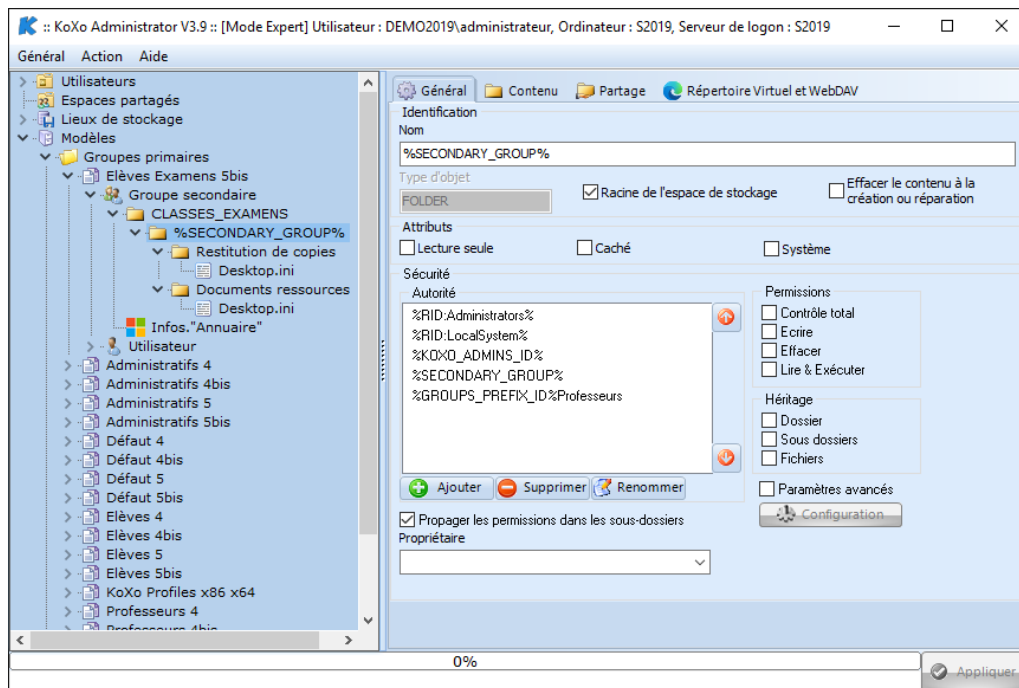 :: KoXo Administrator V3.9 :: [Mode Expert] Utilisateur : DEMO2019\administrateur, Ordinateur : S2019, Serveur de logon : S2019
Général Action Aide
Utilisateurs
Espaces partagés
Lieux de stockage
Modèles
Groupes primaires
Elèves Examens 5bis
Groupe secondaire
CLASSES_EXAMENS
%SECONDARY_GROUP%
Restitution de copies
Desktop.ini
Documents ressources
Desktop.ini
Infos."Annuaire"
Utilisateur
Administratifs 4
Administratifs 4bis
Administratifs 5
Administratifs 5bis
Défaut 4
Défaut 4bis
Défaut 5
Défaut 5bis
Elèves 4
Elèves 4bis
Elèves 5
Elèves 5bis
KoXo Profiles x86 x64
Professeurs 4
Professeurs 4bis
Général Contenu Partage Répertoire Virtuel et WebDAV
Identification
Nom
%SECONDARY_GROUP%
Type d'objet
FOLDER
Racine de l'espace de stockage
Effacer le contenu à la
création ou réparation
Attributs
Lecture seule Caché Système
Sécurité
Autorité
%RID:Administrators%
%RID:LocalSystem%
%KOXO_ADMINS_ID%
%SECONDARY_GROUP%
%GROUPS_PREFIX_ID%Professeurs
Ajouter Supprimer Renommer
Permissions
Contrôle total
Ecrire
Effacer
Lire & Exécuter
Héritage
Dossier
Sous dossiers
Fichiers
Paramètres avancés
Configuration
Propager les permissions dans les sous-dossiers
Propriétaire
0%
Appliquer